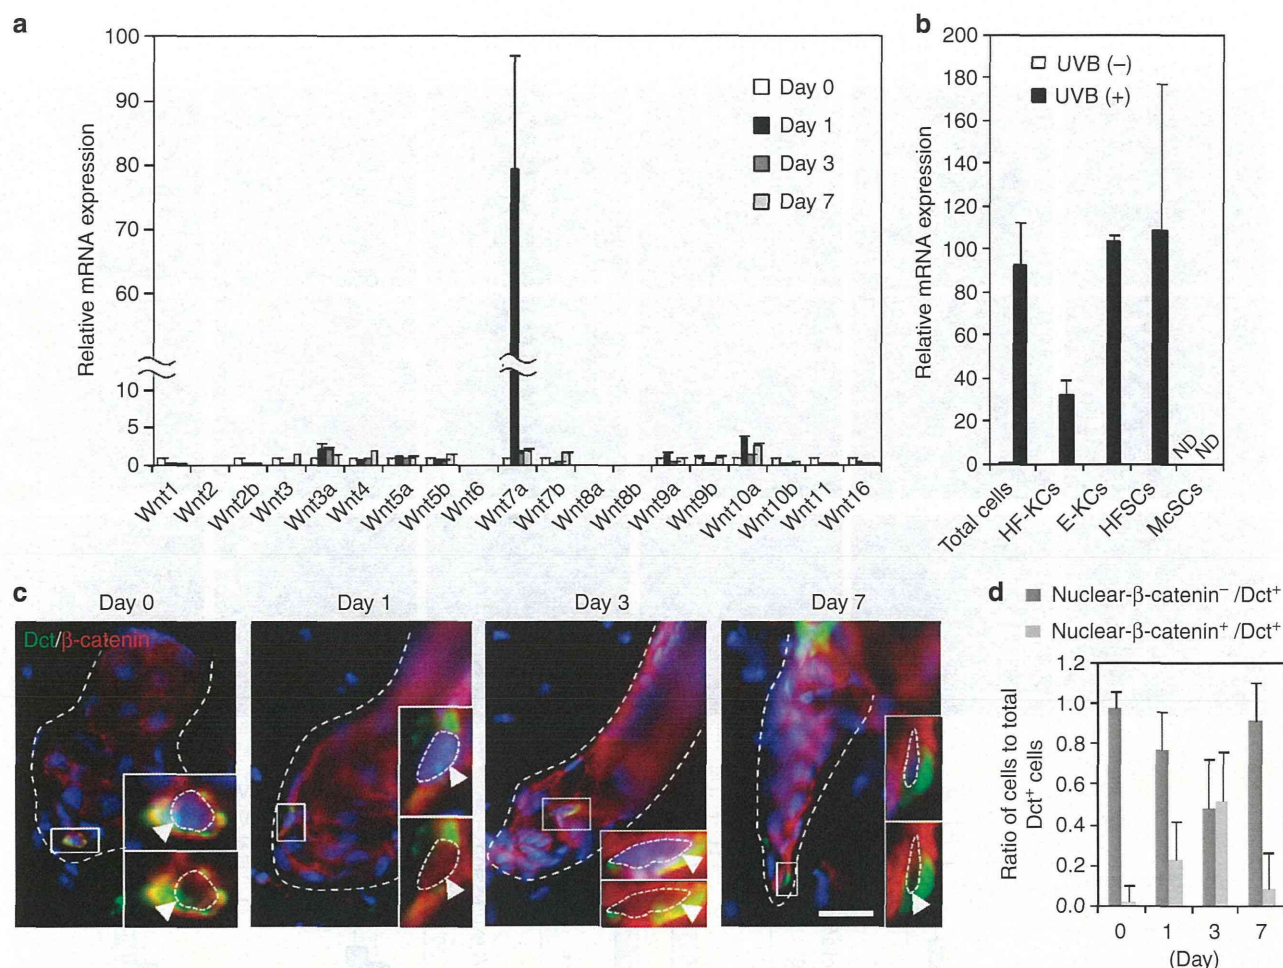 a
Relative mRNA expression
100
90
80
70
60
10
5
0
Day 0
Day 1
Day 3
Day 7
Wnt1
Wnt2
Wnt2b
Wnt3
Wnt3a
Wnt4
Wnt5a
Wnt5b
Wnt6
Wnt7a
Wnt7b
Wnt8a
Wnt8b
Wnt9a
Wnt9b
Wnt10a
Wnt10b
Wnt11
Wnt16
b
Relative mRNA expression
200
180
160
140
120
100
80
60
40
20
0
UVB (–)
UVB (+)
ND
ND
Total cells
HF-KCs
E-KCs
HFSCs
McSCs
c
Day 0
Day 1
Day 3
Day 7
Dct/β-catenin
d
Nuclear-β-catenin⁻ /Dct⁺
Nuclear-β-catenin⁺ /Dct⁺
Ratio of cells to total
Dct⁺ cells
1.2
1.0
0.8
0.6
0.4
0.2
0.0
0
1
3
7
(Day)